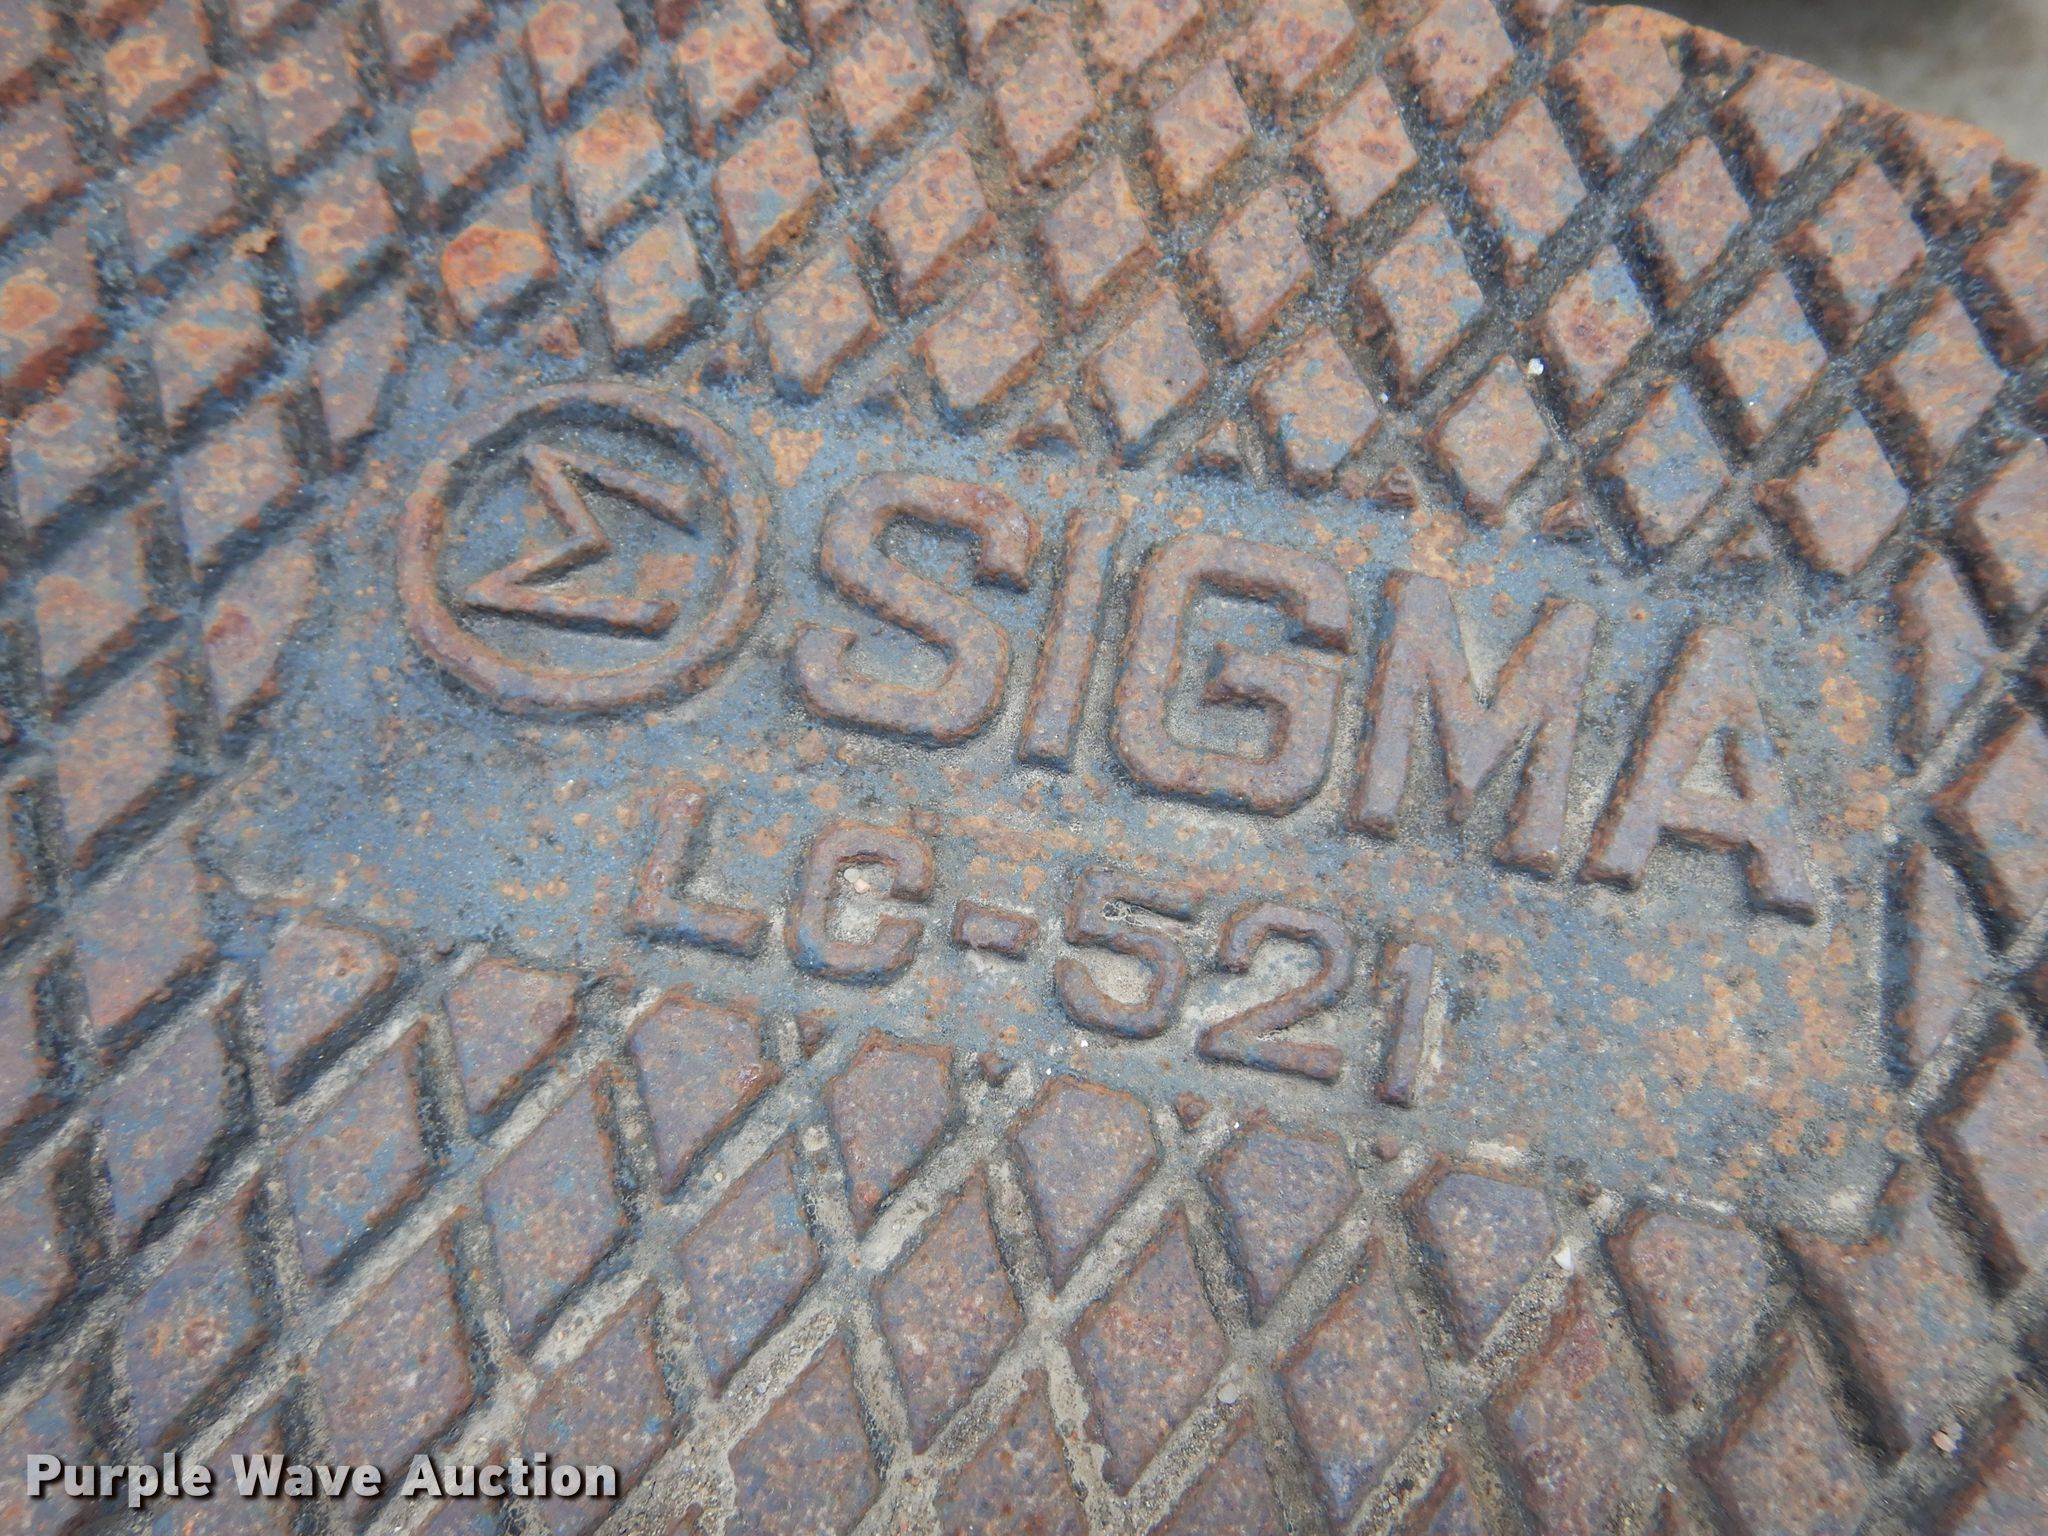 Σ SIGMA
LC-521
Purple Wave Auction